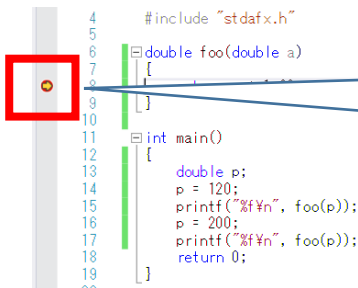 4 #include "stdafx.h"
5
6 double foo(double a)
7 {
8
9 }
10
11 int main()
12 {
13 double p;
14 p = 120;
15 printf("%f¥n", foo(p));
16 p = 200;
17 printf("%f¥n", foo(p));
18 return 0;
19 }